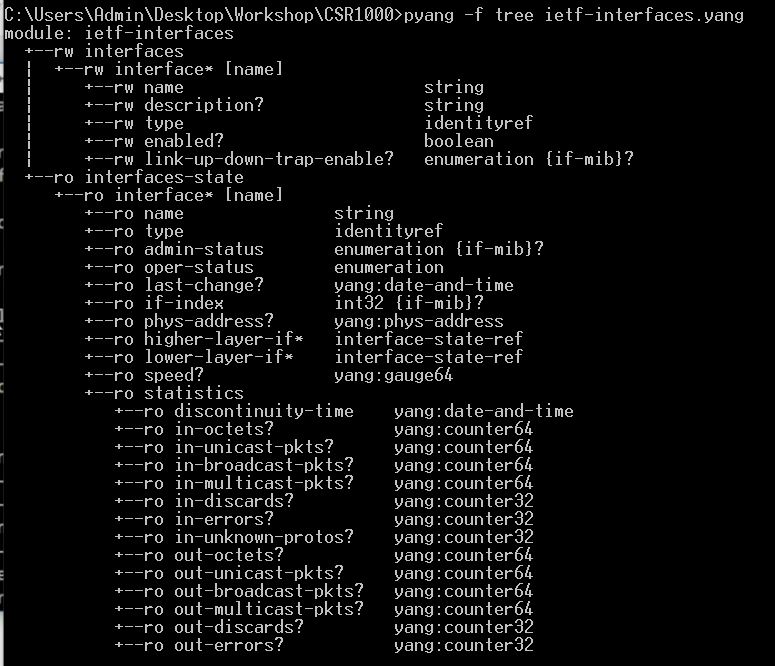 C:\Users\Admin\Desktop\Workshop\CSR1000>pyang -f tree ietf-interfaces.yang
module: ietf-interfaces
  +--rw interfaces
  |  +--rw interface* [name]
  |     +--rw name                        string
  |     +--rw description?                string
  |     +--rw type                        identityref
  |     +--rw enabled?                    boolean
  |     +--rw link-up-down-trap-enable?   enumeration {if-mib}?
  +--ro interfaces-state
     +--ro interface* [name]
        +--ro name               string
        +--ro type               identityref
        +--ro admin-status       enumeration {if-mib}?
        +--ro oper-status        enumeration
        +--ro last-change?       yang:date-and-time
        +--ro if-index           int32 {if-mib}?
        +--ro phys-address?      yang:phys-address
        +--ro higher-layer-if*   interface-state-ref
        +--ro lower-layer-if*    interface-state-ref
        +--ro speed?             yang:gauge64
        +--ro statistics
           +--ro discontinuity-time    yang:date-and-time
           +--ro in-octets?            yang:counter64
           +--ro in-unicast-pkts?      yang:counter64
           +--ro in-broadcast-pkts?    yang:counter64
           +--ro in-multicast-pkts?    yang:counter64
           +--ro in-discards?          yang:counter32
           +--ro in-errors?            yang:counter32
           +--ro in-unknown-protos?    yang:counter32
           +--ro out-octets?           yang:counter64
           +--ro out-unicast-pkts?     yang:counter64
           +--ro out-broadcast-pkts?   yang:counter64
           +--ro out-multicast-pkts?   yang:counter64
           +--ro out-discards?         yang:counter32
           +--ro out-errors?           yang:counter32